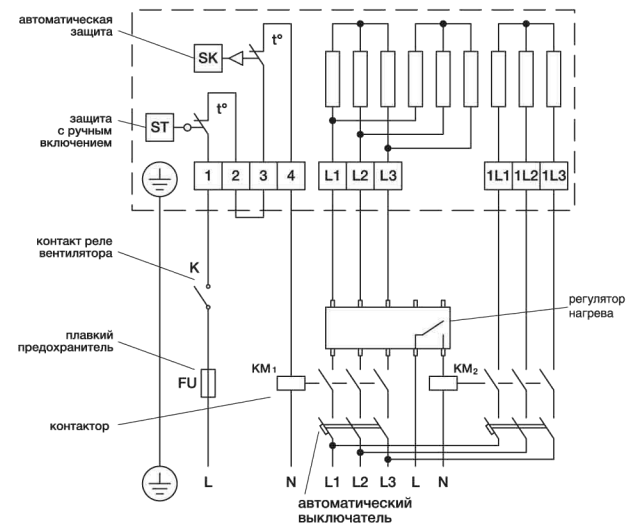 автоматическая
защита
SK
t°
защита
с ручным
включением
ST
t°
1 2 3 4 L1 L2 L3 1L1 1L2 1L3
контакт реле
вентилятора
K
регулятор
нагрева
плавкий
предохранитель
FU
KM1
KM2
контактор
L N L1 L2 L3 L N
автоматический
выключатель